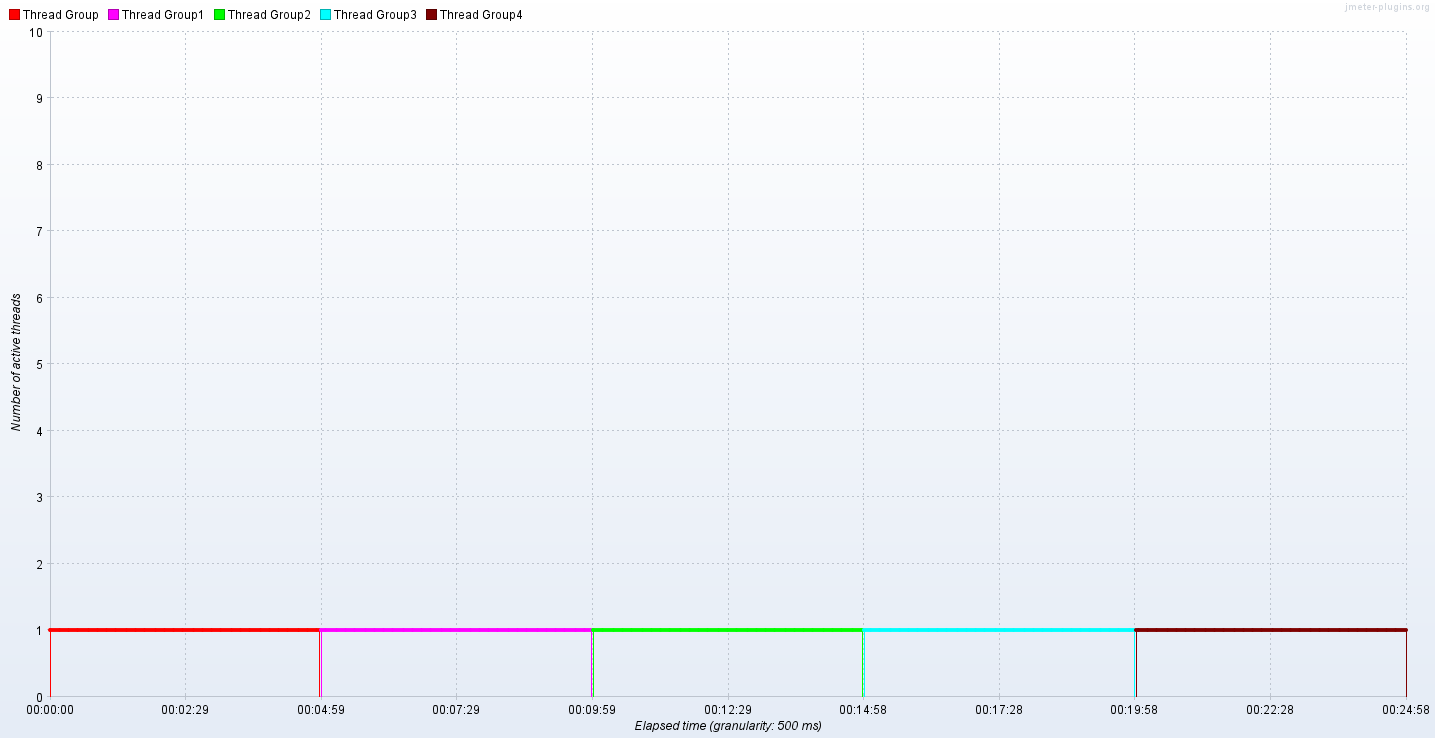 jmeter-plugins.org
Thread Group Thread Group1 Thread Group2 Thread Group3 Thread Group4
10
9
8
7
6
5
4
3
2
1
0
Number of active threads
00:00:00 00:02:29 00:04:59 00:07:29 00:09:59 00:12:29 00:14:58 00:17:28 00:19:58 00:22:28 00:24:58
Elapsed time (granularity: 500 ms)